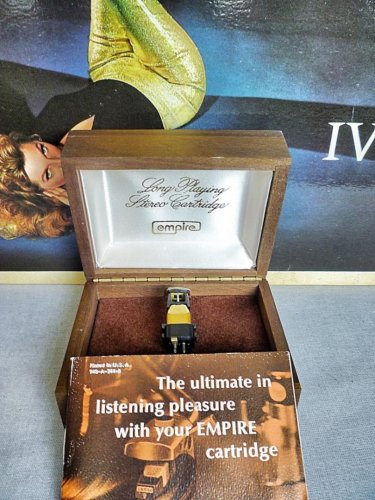 IV
Long Playing
Stereo Cartridge
empire
The ultimate in
listening pleasure
with your EMPIRE
cartridge